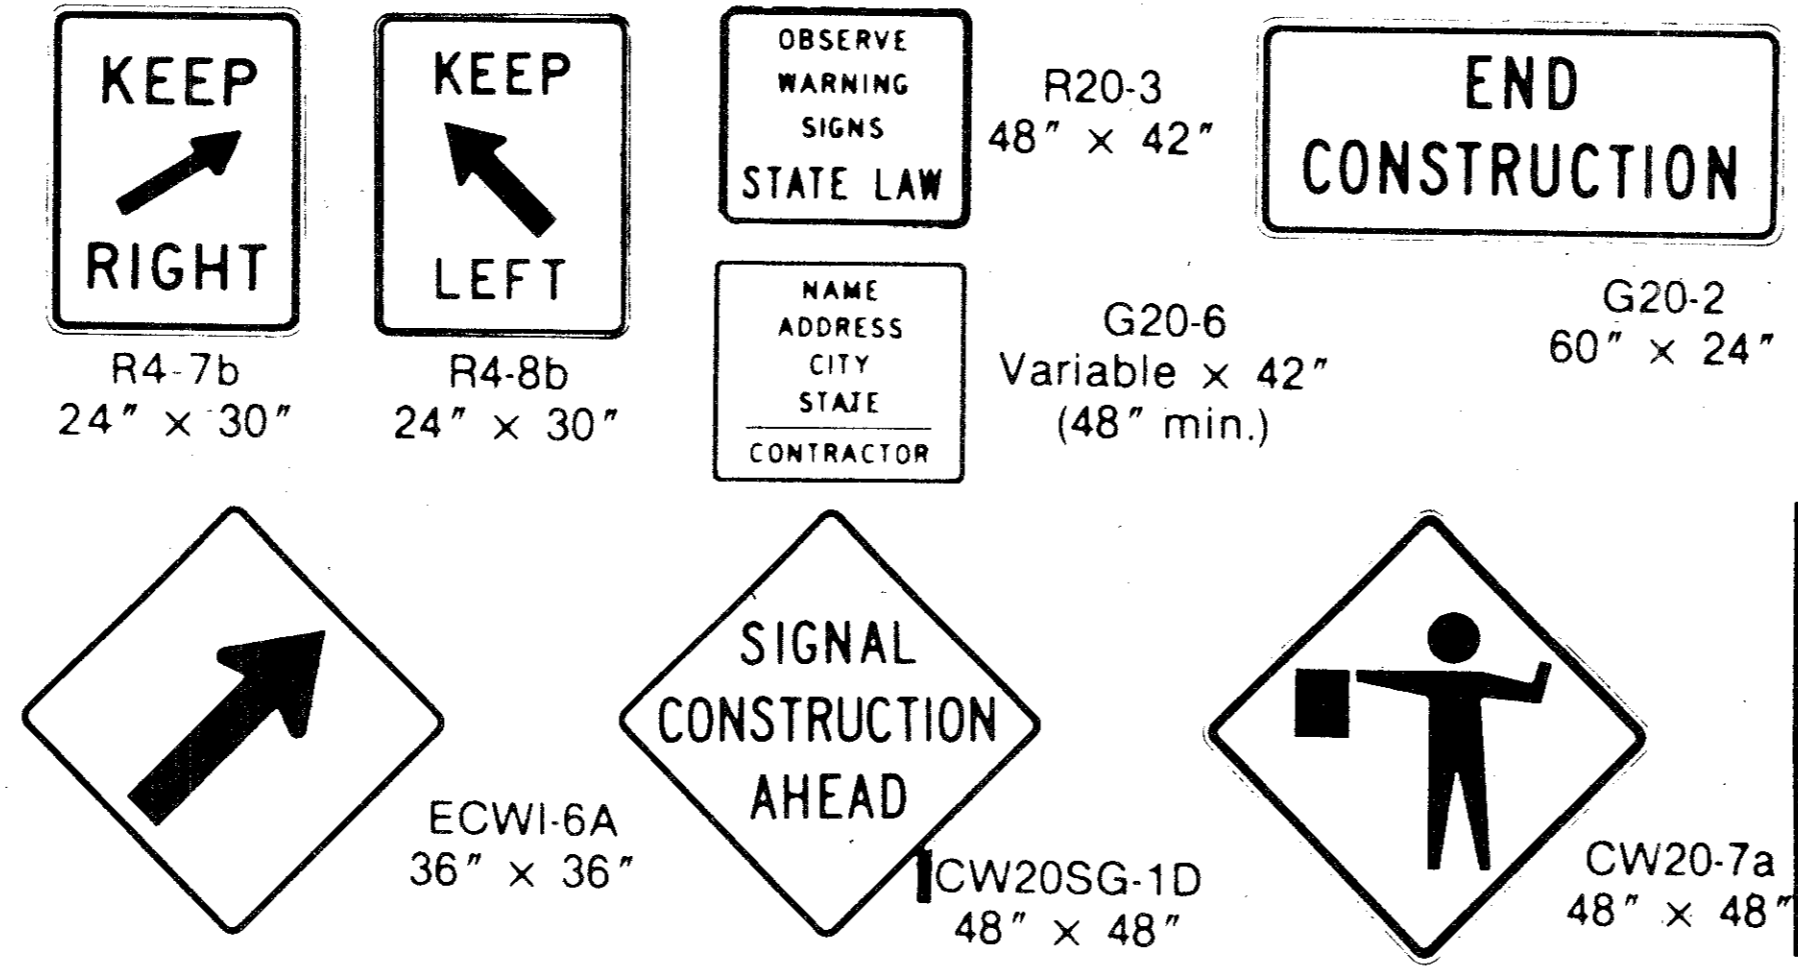 KEEP
RIGHT
R4-7b
24" × 30"
KEEP
LEFT
R4-8b
24" × 30"
OBSERVE
WARNING
SIGNS
STATE LAW
R20-3
48" × 42"
NAME
ADDRESS
CITY
STATE
CONTRACTOR
G20-6
Variable × 42"
(48" min.)
END
CONSTRUCTION
G20-2
60" × 24"
ECWI-6A
36" × 36"
SIGNAL
CONSTRUCTION
AHEAD
CW20SG-1D
48" × 48"
CW20-7a
48" × 48"